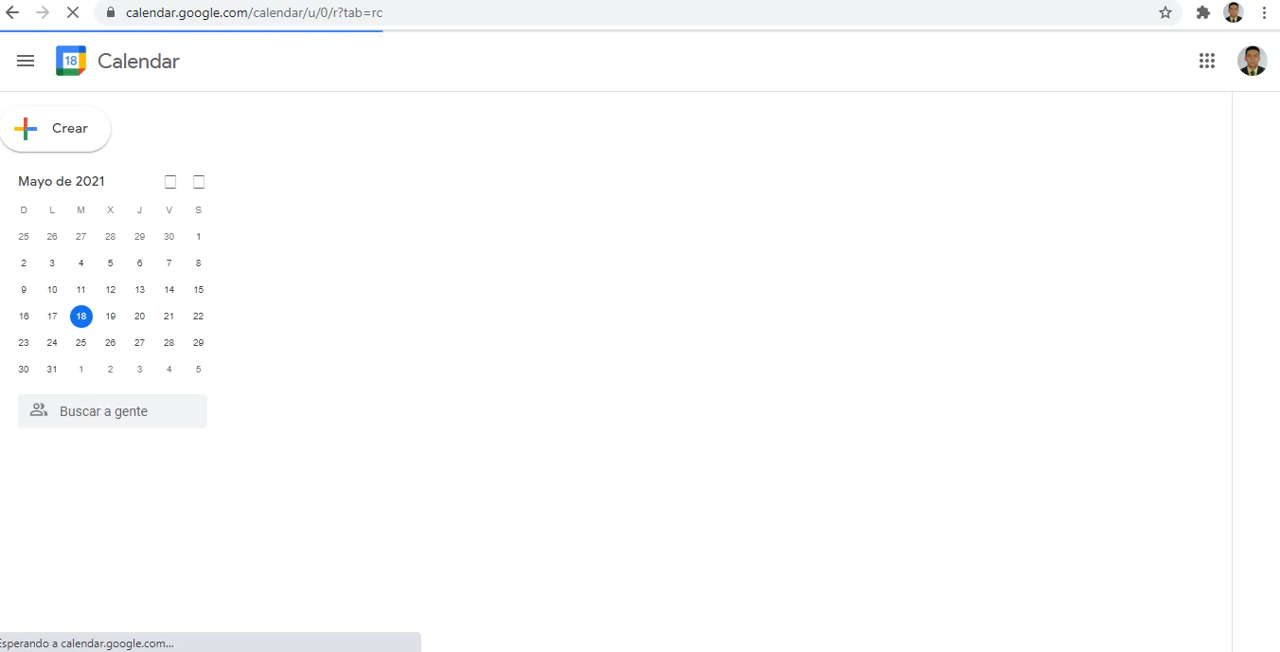 calendar.google.com/calendar/u/0/r?tab=rc
18 Calendar
Crear
Mayo de 2021
D L M X J V S
25 26 27 28 29 30 1
2 3 4 5 6 7 8
9 10 11 12 13 14 15
16 17 18 19 20 21 22
23 24 25 26 27 28 29
30 31 1 2 3 4 5
Buscar a gente
Esperando a calendar.google.com...